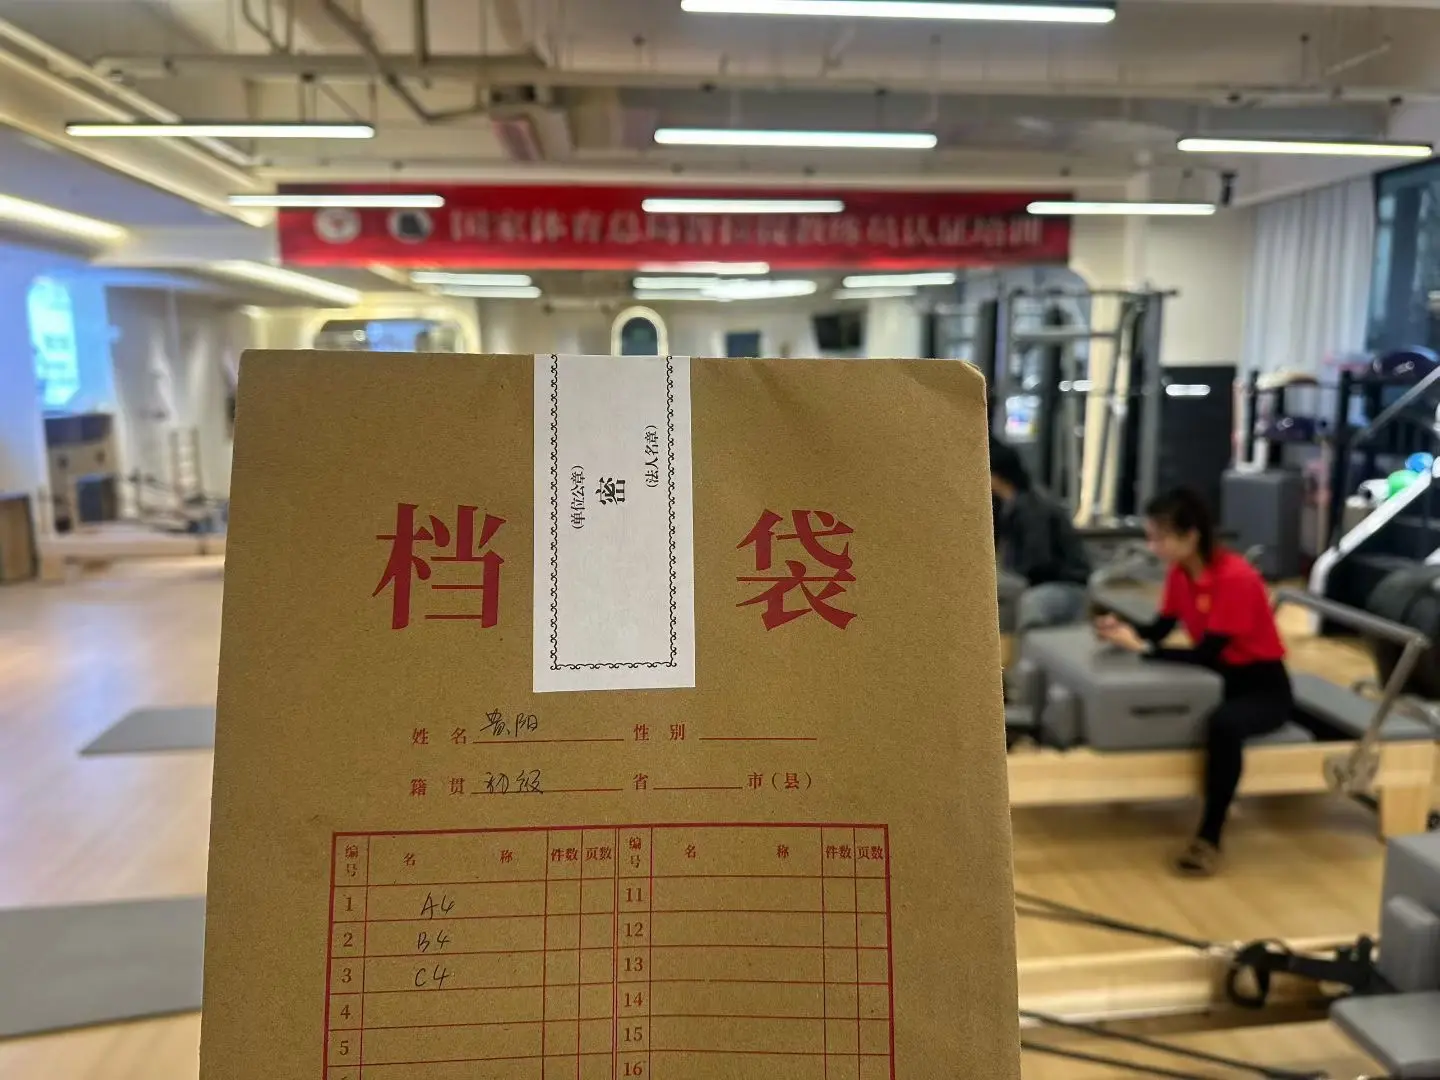 国家体育总局普拉提教练员认证培训
档 袋
(单位公章)
密
(法人名章)
姓 名 贵阳 性 别
籍 贯 初级 省 市(县)
编号 名 称 件数 页数 编号 名 称 件数 页数
1 A4 11
2 B4 12
3 C4 13
4 14
5 15
16